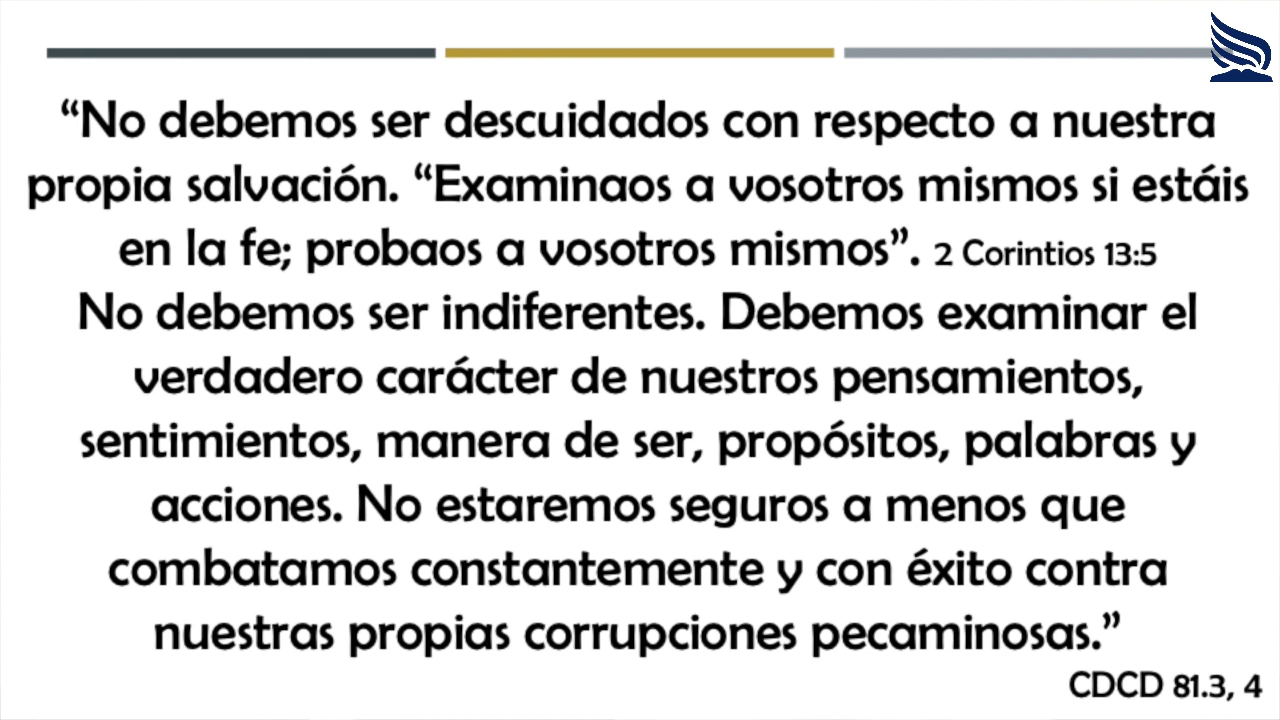 “No debemos ser descuidados con respecto a nuestra
propia salvación. “Examinaos a vosotros mismos si estáis
en la fe; probaos a vosotros mismos”. 2 Corintios 13:5
No debemos ser indiferentes. Debemos examinar el
verdadero carácter de nuestros pensamientos,
sentimientos, manera de ser, propósitos, palabras y
acciones. No estaremos seguros a menos que
combatamos constantemente y con éxito contra
nuestras propias corrupciones pecaminosas.”
CDCD 81.3, 4